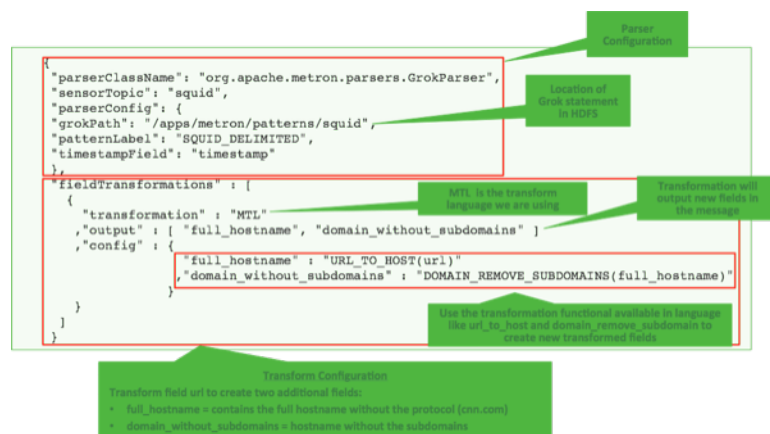 Parser
Configuration
{
"parserClassName": "org.apache.metron.parsers.GrokParser",
"sensorTopic": "squid",
"parserConfig": {
"grokPath": "/apps/metron/patterns/squid",
"patternLabel": "SQUID_DELIMITED",
"timestampField": "timestamp"
},
Location of
Grok statement
in HDFS
"fieldTransformations" : [
{
"transformation" : "MTL"
,"output" : [ "full_hostname", "domain_without_subdomains" ]
,"config" : {
"full_hostname" : "URL_TO_HOST(url)"
,"domain_without_subdomains" : "DOMAIN_REMOVE_SUBDOMAINS(full_hostname)"
}
}
]
}
MTL is the transform
language we are using
Transformation will
output new fields in
the message
Use the transformation functional available in language
like url_to_host and domain_remove_subdomain to
create new transformed fields
Transform Configuration
Transform field url to create two additional fields:
• full_hostname = contains the full hostname without the protocol (cnn.com)
• domain_without_subdomains = hostname without the subdomains